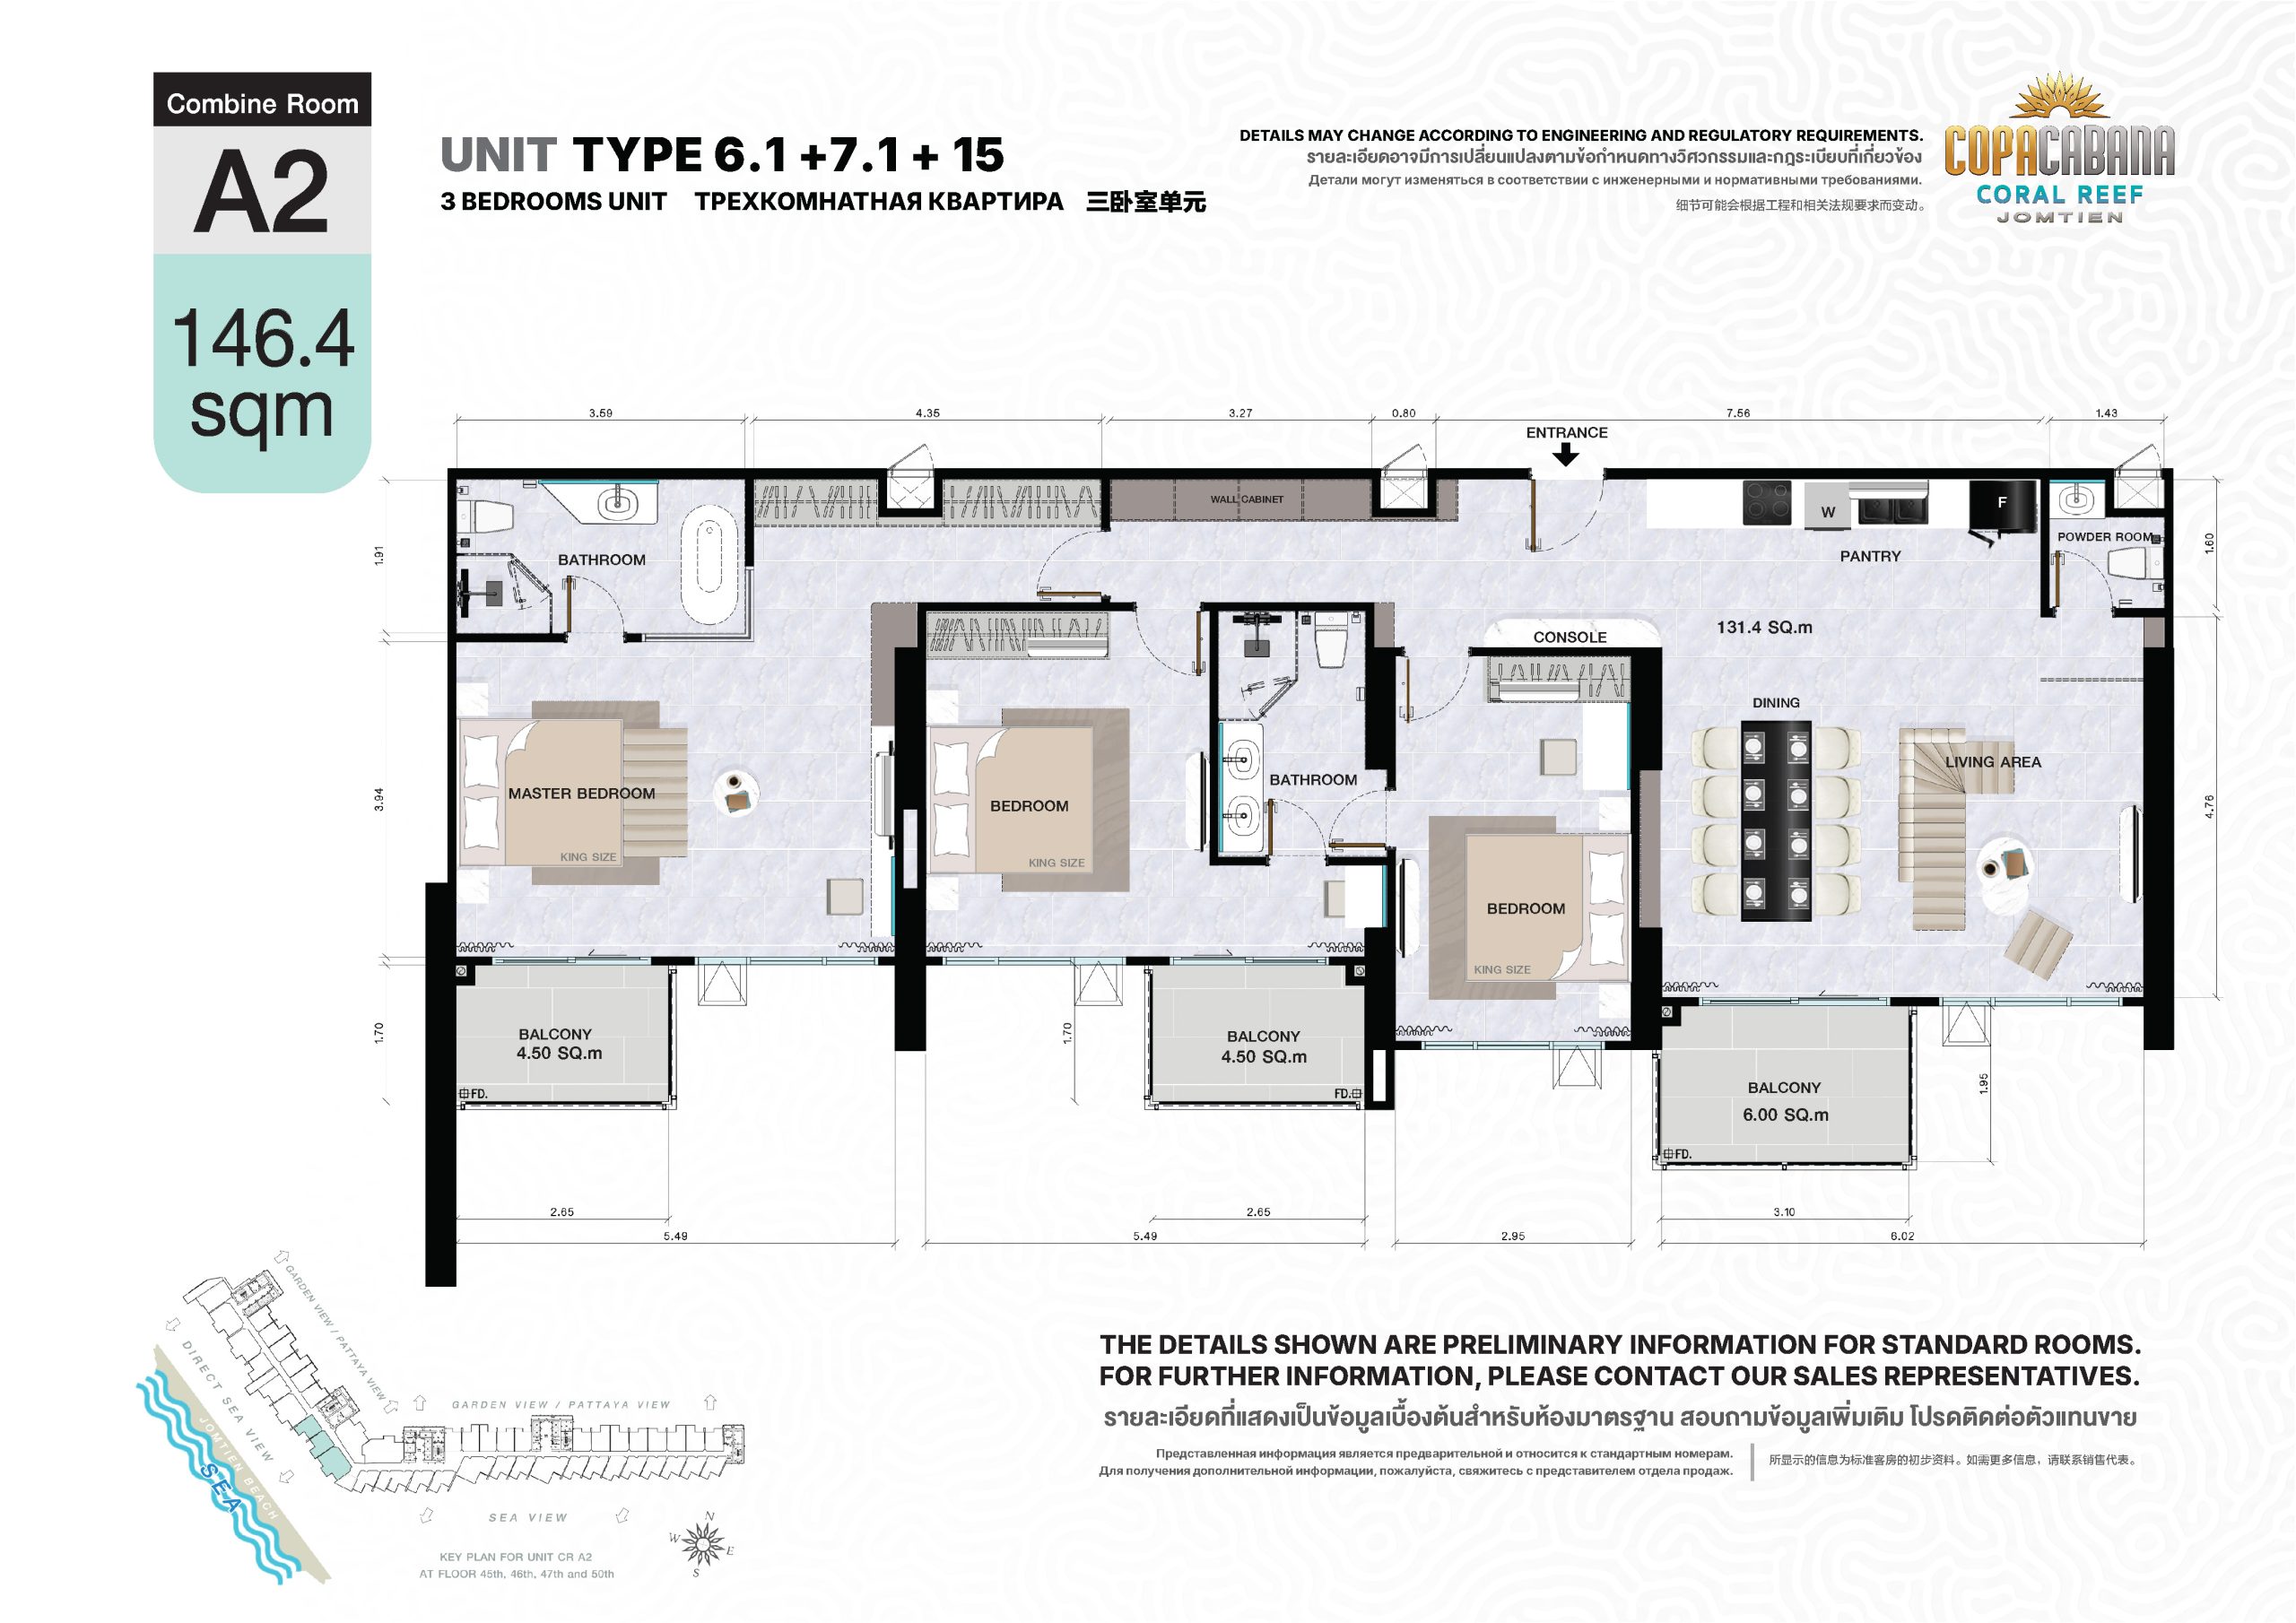 Combine Room
A2
146.4
sqm
UNIT TYPE 6.1 +7.1 + 15
3 BEDROOMS UNIT ТРЕХКОМНАТНАЯ КВАРТИРА 三卧室单元
DETAILS MAY CHANGE ACCORDING TO ENGINEERING AND REGULATORY REQUIREMENTS.
รายละเอียดอาจมีการเปลี่ยนแปลงตามข้อกำหนดทางวิศวกรรมและกฎระเบียบที่เกี่ยวข้อง
Детали могут изменяться в соответствии с инженерными и нормативными требованиями.
细节可能会根据工程和相关法规要求而变动。
COPACABANA
CORAL REEF
JOMTIEN
3.59 4.35 3.27 0.80 7.56 1.43
ENTRANCE
WALL CABINET
W
F
BATHROOM
PANTRY
POWDER ROOM
1.91
1.60
CONSOLE
131.4 SQ.m
DINING
LIVING AREA
BATHROOM
MASTER BEDROOM
BEDROOM
3.94
4.76
KING SIZE
KING SIZE
BEDROOM
KING SIZE
BALCONY
4.50 SQ.m
FD.
1.70
1.70
BALCONY
4.50 SQ.m
FD.
BALCONY
6.00 SQ.m
FD.
1.95
2.65 2.65 3.10
5.49 5.49 2.95 6.02
GARDEN VIEW / PATTAYA VIEW
DIRECT SEA VIEW
JOMTIEN BEACH
SEA
GARDEN VIEW / PATTAYA VIEW
SEA VIEW
N
W
E
S
KEY PLAN FOR UNIT CR A2
AT FLOOR 45th, 46th, 47th and 50th
THE DETAILS SHOWN ARE PRELIMINARY INFORMATION FOR STANDARD ROOMS.
FOR FURTHER INFORMATION, PLEASE CONTACT OUR SALES REPRESENTATIVES.
รายละเอียดที่แสดงเป็นข้อมูลเบื้องต้นสำหรับห้องมาตรฐาน สอบถามข้อมูลเพิ่มเติม โปรดติดต่อตัวแทนขาย
Представленная информация является предварительной и относится к стандартным номерам.
Для получения дополнительной информации, пожалуйста, свяжитесь с представителем отдела продаж.
所显示的信息为标准客房的初步资料。如需更多信息，请联系销售代表。